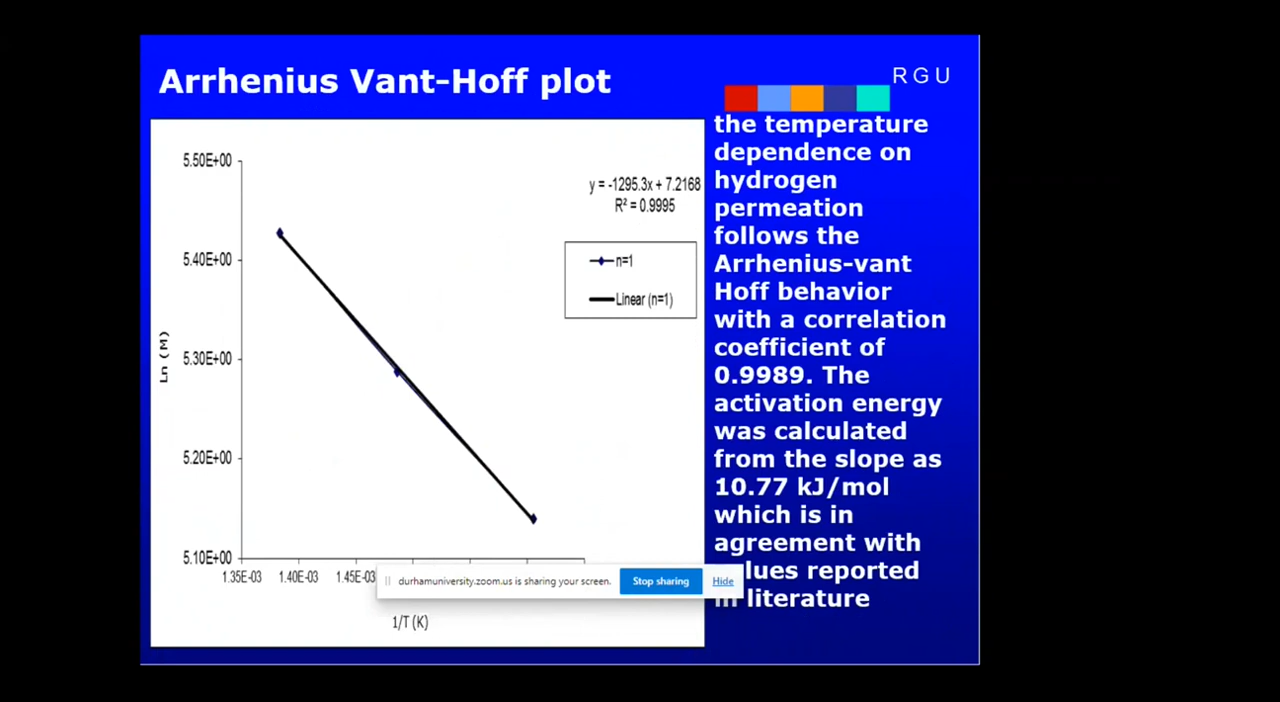 Arrhenius Vant-Hoff plot
RGU
5.50E+00
5.40E+00
5.30E+00
5.20E+00
5.10E+00
Ln (M)
y = -1295.3x + 7.2168
R² = 0.9995
n=1
Linear (n=1)
1.35E-03 1.40E-03 1.45E-03
1/T (K)
the temperature
dependence on
hydrogen
permeation
follows the
Arrhenius-vant
Hoff behavior
with a correlation
coefficient of
0.9989. The
activation energy
was calculated
from the slope as
10.77 kJ/mol
which is in
agreement with
reported
literature
durhamuniversity.zoom.us is sharing your screen.
Stop sharing
Hide